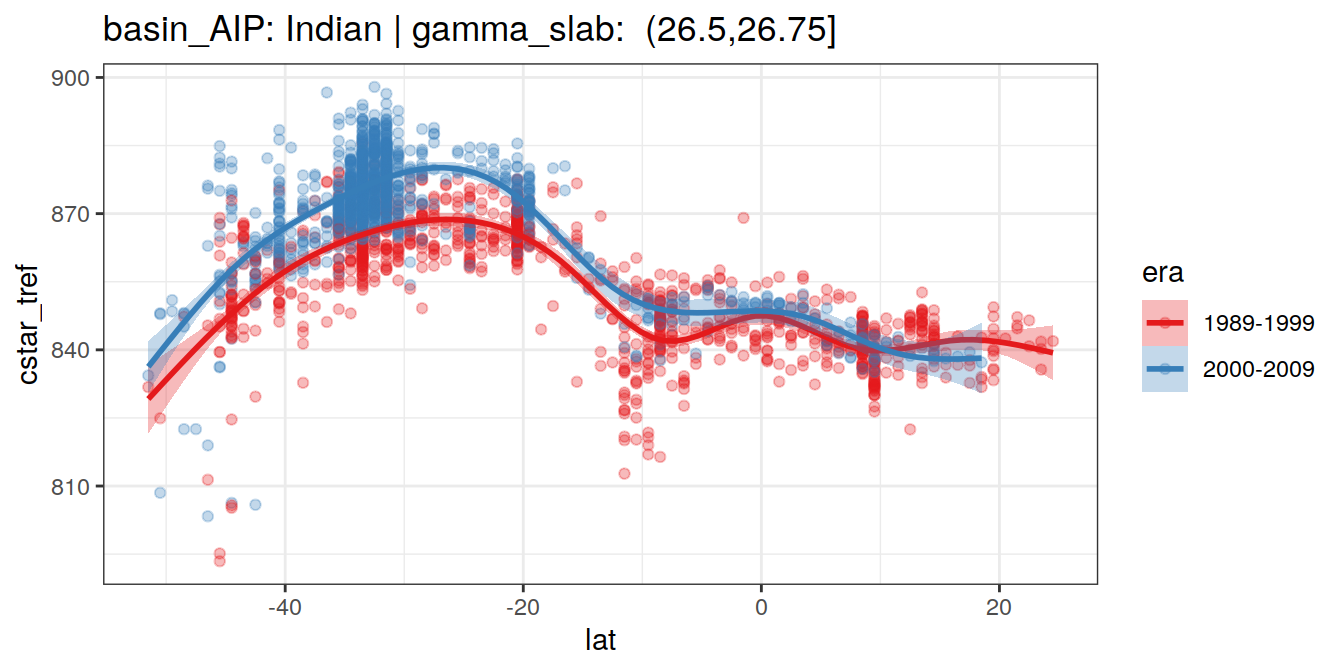 basin_AIP: Indian | gamma_slab:  (26.5,26.75]
900
870
840
810
cstar_tref
-40
-20
0
20
lat
era
1989-1999
2000-2009